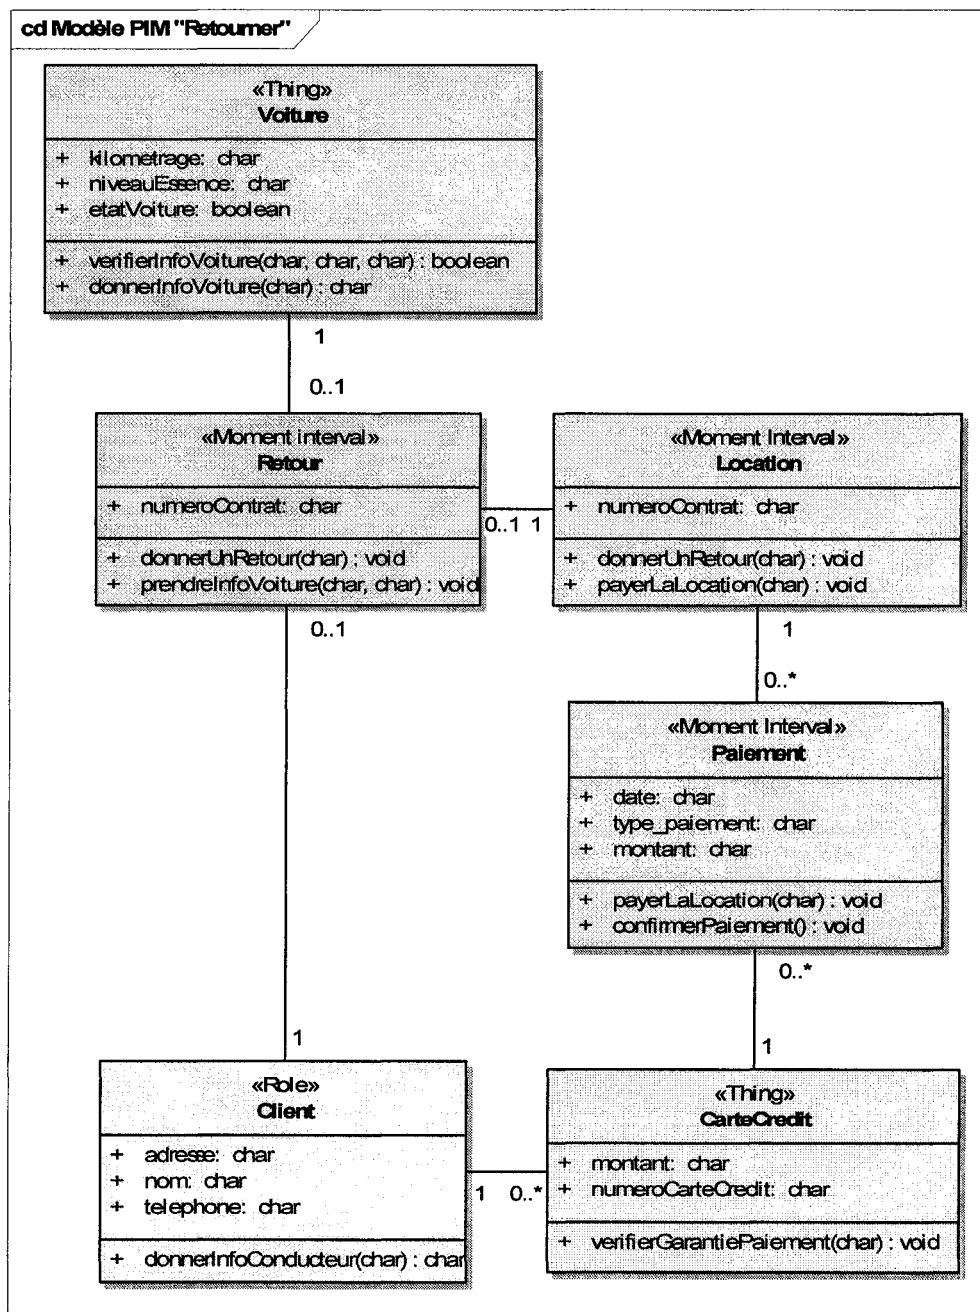 cd Modèle PIM "Retourner"
«Thing»
Voiture
+ kilometrage: char
+ niveauEssence: char
+ etatVoiture: boolean
+ verifierInfoVoiture(char, char, char) : boolean
+ donnerInfoVoiture(char) : char
1
0..1
«Moment interval»
Retour
+ numeroContrat: char
+ donnerUnRetour(char) : void
+ prendreInfoVoiture(char, char) : void
0..1 1
«Moment Interval»
Location
+ numeroContrat: char
+ donnerUnRetour(char) : void
+ payerLaLocation(char) : void
0..1
1
0..*
«Moment Interval»
Paiement
+ date: char
+ type_paiement: char
+ montant: char
+ payerLaLocation(char) : void
+ confirmerPaiement() : void
0..*
1
1
«Role»
Client
+ adresse: char
+ nom: char
+ telephone: char
+ donnerInfoConducteur(char) : char
1 0..*
«Thing»
CarteCredit
+ montant: char
+ numeroCarteCredit: char
+ verifierGarantiePaiement(char) : void